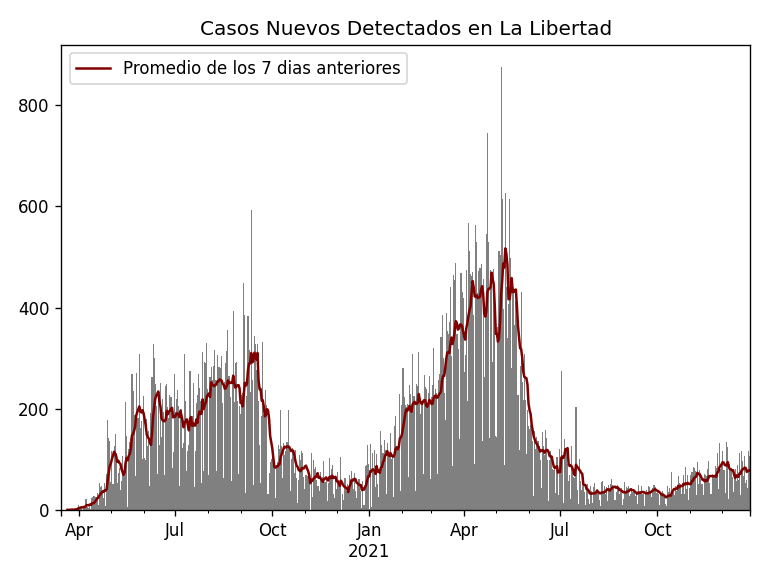 Casos Nuevos Detectados en La Libertad
Promedio de los 7 dias anteriores
800
600
400
200
0
Apr Jul Oct Jan Apr Jul Oct
2021